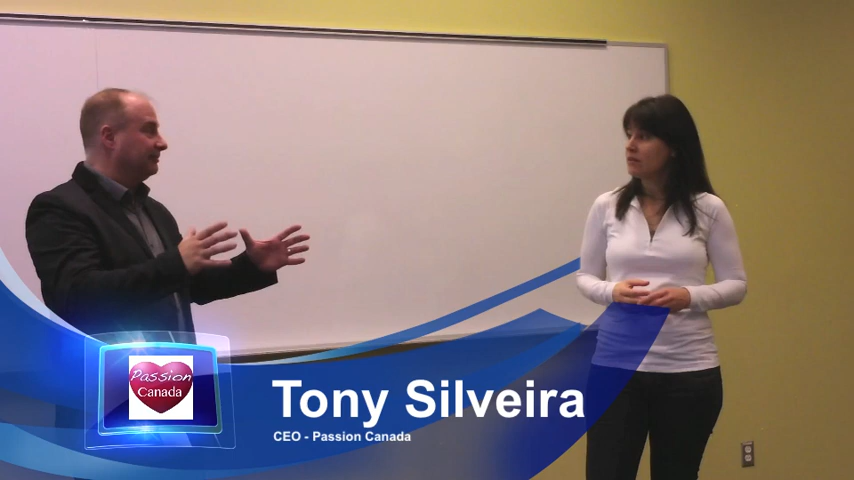 Passion
Canada
Tony Silveira
CEO - Passion Canada